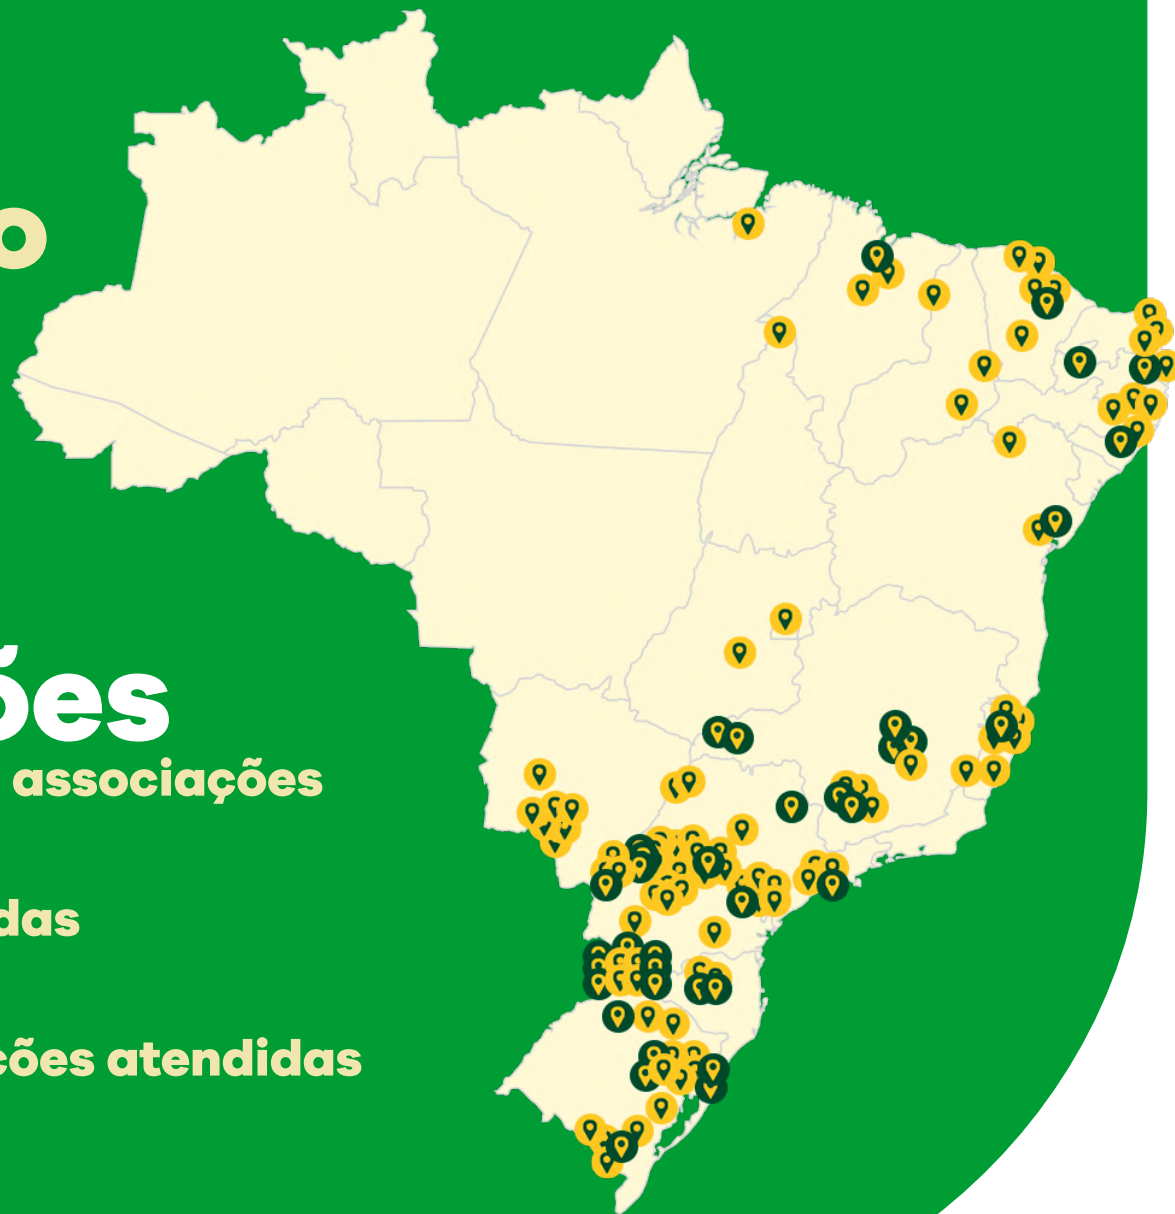 o
ões
associações
das
ções atendidas